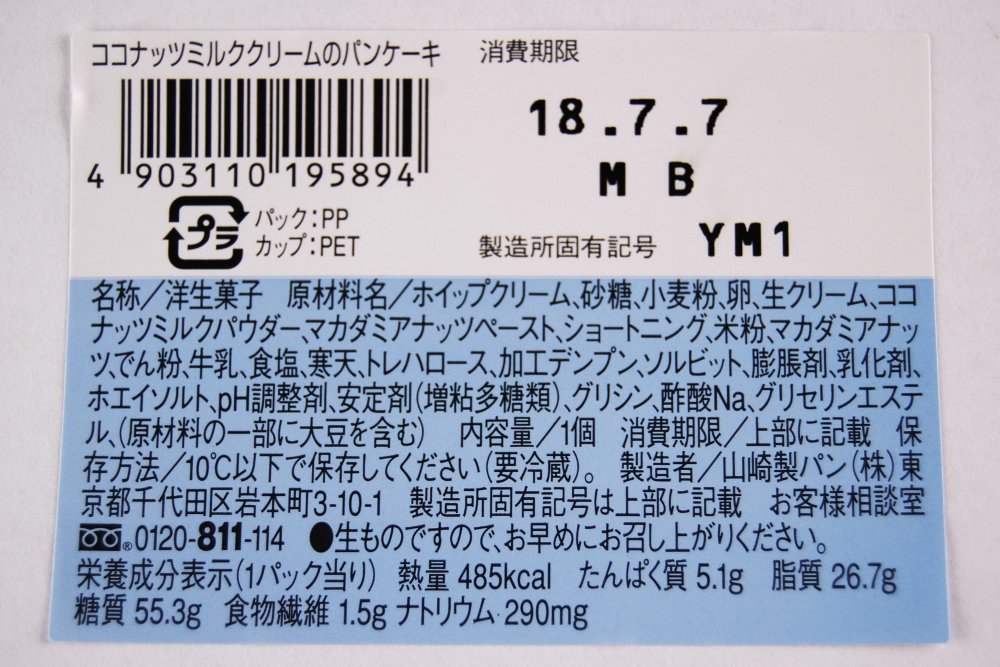 ココナッツミルククリームのパンケーキ
消費期限
18.7.7
M B
4 903110 195894
プラ
パック:PP
カップ:PET
製造所固有記号 YM1
名称/洋生菓子 原材料名/ホイップクリーム、砂糖、小麦粉、卵、生クリーム、ココ
ナッツミルクパウダー、マカダミアナッツペースト、ショートニング、米粉、マカダミアナッ
ツ、でん粉、牛乳、食塩、寒天、トレハロース、加工デンプン、ソルビット、膨脹剤、乳化剤、
ホエイソルト、pH調整剤、安定剤(増粘多糖類)、グリシン、酢酸Na、グリセリンエステ
ル、(原材料の一部に大豆を含む) 内容量/1個 消費期限/上部に記載 保
存方法/10℃以下で保存してください(要冷蔵)。 製造者/山崎製パン(株)東
京都千代田区岩本町3-10-1 製造所固有記号は上部に記載 お客様相談室
®0120-811-114 ●生ものですので、お早めにお召し上がりください。
栄養成分表示(1パック当り) 熱量 485kcal たんぱく質 5.1g 脂質 26.7g
糖質 55.3g 食物繊維 1.5g ナトリウム 290mg